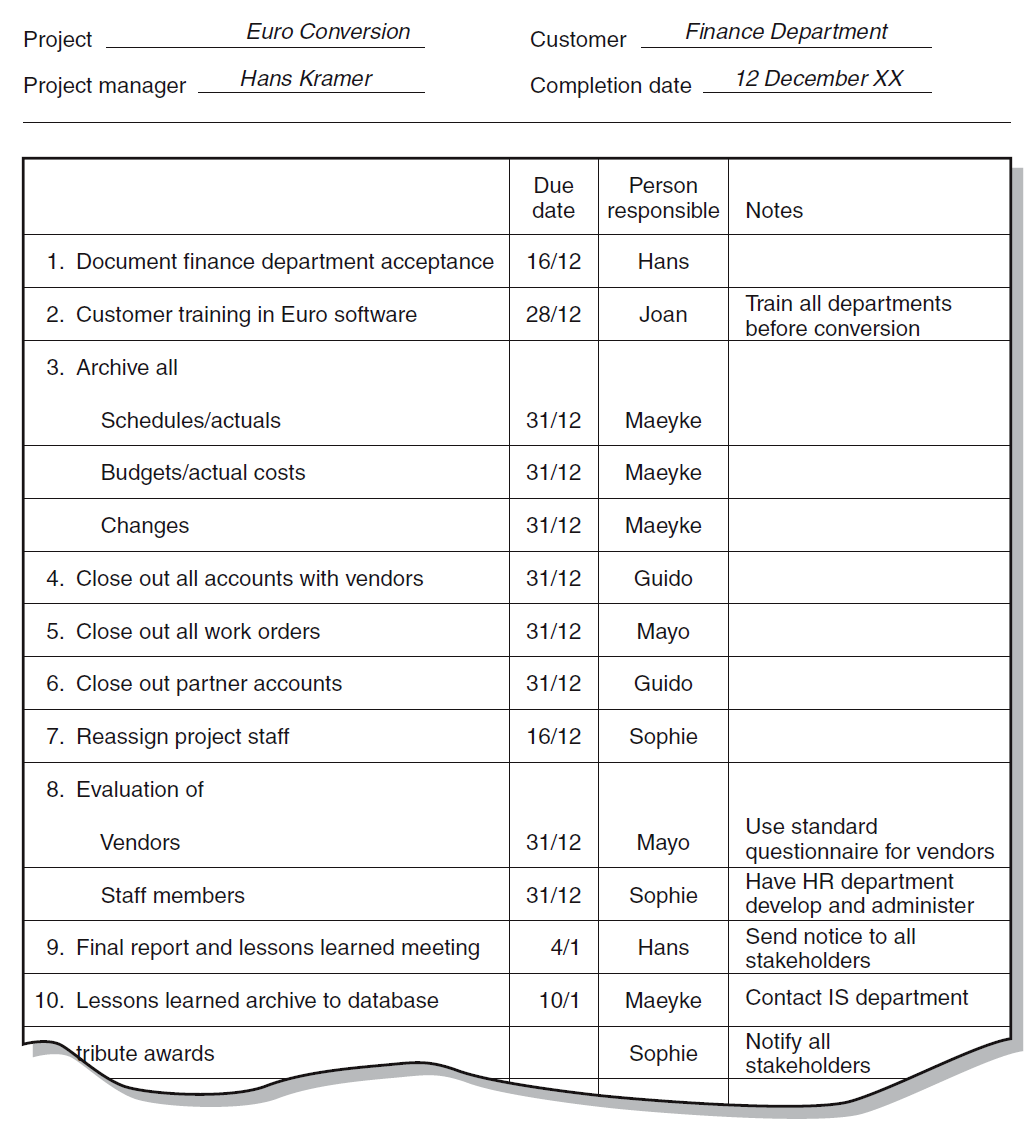 Project Euro Conversion Customer Finance Department
Project manager Hans Kramer Completion date 12 December XX
Due date Person responsible Notes
1. Document finance department acceptance 16/12 Hans
2. Customer training in Euro software 28/12 Joan Train all departments before conversion
3. Archive all
Schedules/actuals 31/12 Maeyke
Budgets/actual costs 31/12 Maeyke
Changes 31/12 Maeyke
4. Close out all accounts with vendors 31/12 Guido
5. Close out all work orders 31/12 Mayo
6. Close out partner accounts 31/12 Guido
7. Reassign project staff 16/12 Sophie
8. Evaluation of
Vendors 31/12 Mayo Use standard questionnaire for vendors
Staff members 31/12 Sophie Have HR department develop and administer
9. Final report and lessons learned meeting 4/1 Hans Send notice to all stakeholders
10. Lessons learned archive to database 10/1 Maeyke Contact IS department
tribute awards Sophie Notify all stakeholders